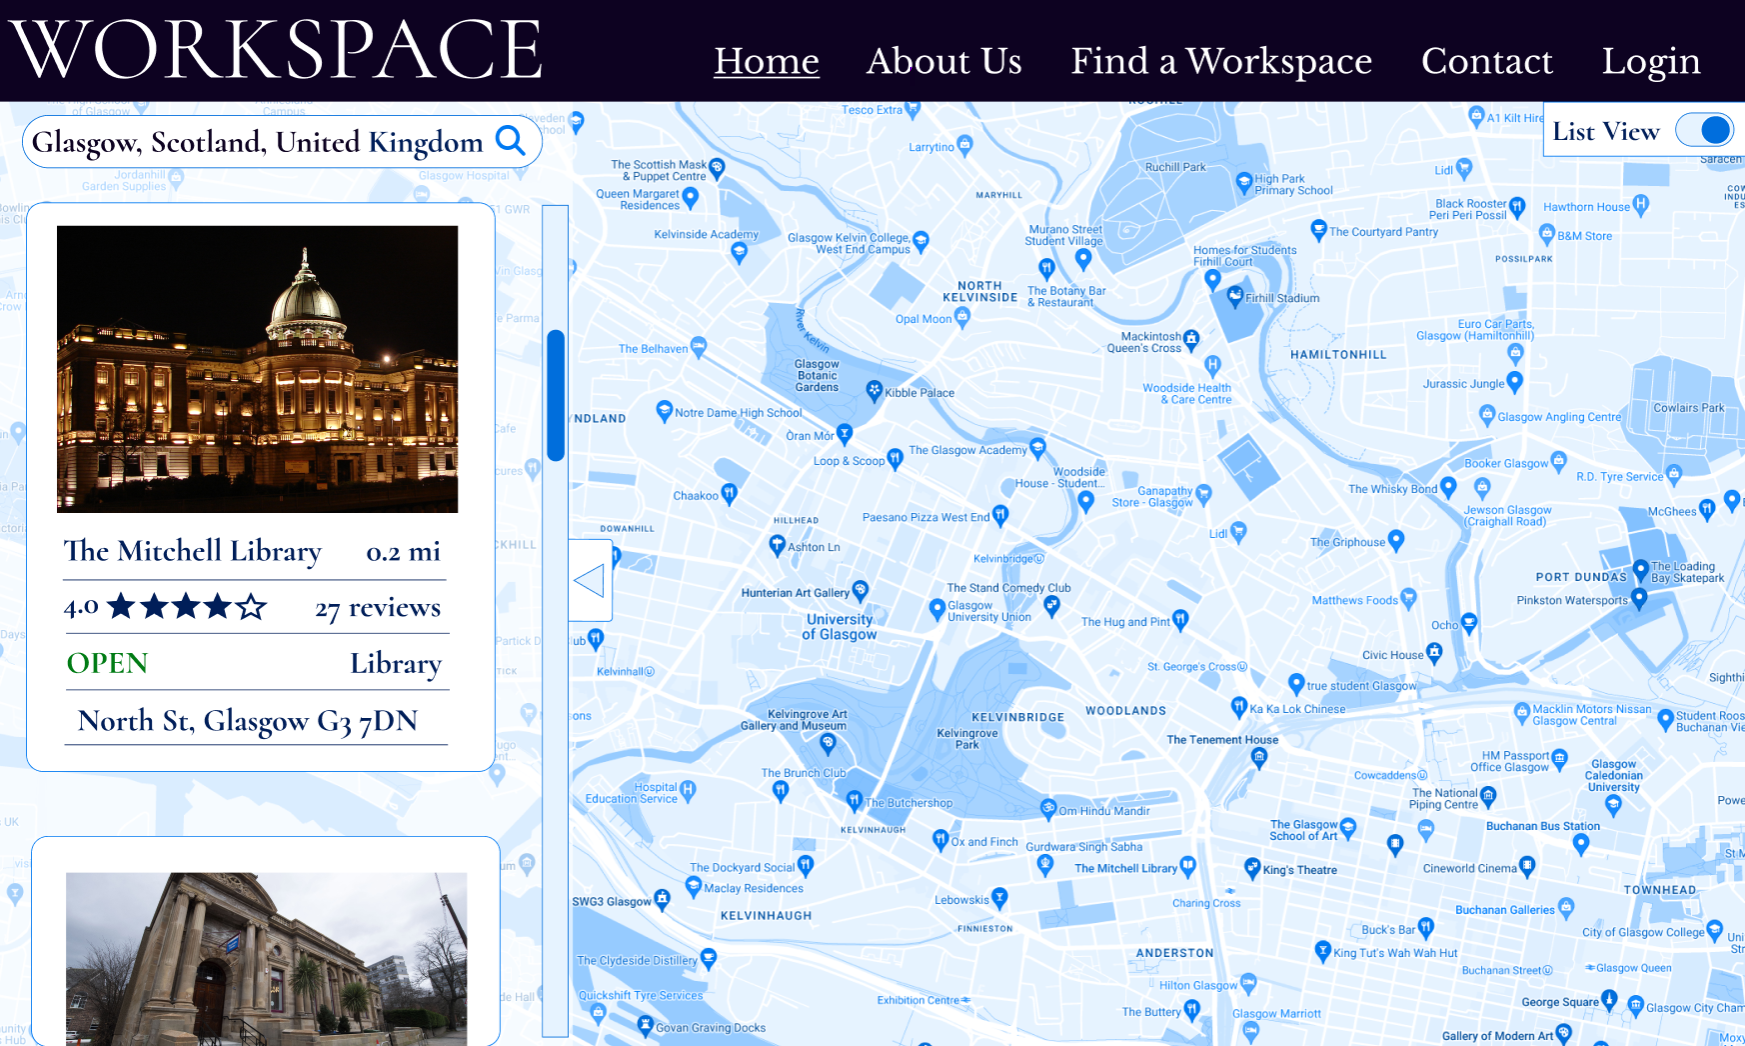 WORKSPACE
Home
About Us
Find a Workspace
Contact
Login
Glasgow, Scotland, United Kingdom
List View
The Mitchell Library
0.2 mi
4.0
27 reviews
OPEN
Library
North St, Glasgow G3 7DN
Jordanhill
Garden Supplies
Glasgow Hospital
Tesco Extra
Larrytino
The Scottish Mask
& Puppet Centre
Queen Margaret
Residences
MARYHILL
Ruchill Park
High Park
Primary School
Lidl
A1 Kilt Hire
Saracen
Black Rooster
Peri Peri Possil
Hawthorn House
Kelvinside Academy
Glasgow Kelvin College,
West End Campus
Murano Street
Student Village
The Courtyard Pantry
B&M Store
Homes for Students
Firhill Court
POSSILPARK
NORTH
KELVINSIDE
The Botany Bar
& Restaurant
Firhill Stadium
River Kelvin
Opal Moon
The Belhaven
Mackintosh
Queen's Cross
Euro Car Parts,
Glasgow (Hamiltonhill)
HAMILTONHILL
Glasgow
Botanic
Gardens
Kibble Palace
Woodside Health
& Care Centre
Jurassic Jungle
Cowlairs Park
YNDLAND
Notre Dame High School
Glasgow Angling Centre
Òran Mór
Loop & Scoop
The Glasgow Academy
Woodside
House - Student...
Booker Glasgow
R.D. Tyre Service
The Whisky Bond
Chaakoo
Ganapathy
Store - Glasgow
Jewson Glasgow
(Craighall Road)
McGhees
Paesano Pizza West End
HILLHEAD
DOWANHILL
Lidl
The Griphouse
Ashton Ln
Kelvinbridge
The Loading
Bay Skatepark
PORT DUNDAS
Hunterian Art Gallery
The Stand Comedy Club
Glasgow
University Union
Matthews Foods
Pinkston Watersports
University
of Glasgow
The Hug and Pint
Ocho
Civic House
Kelvinhall
St. George's Cross
true student Glasgow
Kelvingrove Art
Gallery and Museum
KELVINBRIDGE
WOODLANDS
Ka Ka Lok Chinese
Macklin Motors Nissan
Glasgow Central
Student Roos
Buchanan Vie
Kelvingrove
Park
The Tenement House
HM Passport
Office Glasgow
Glasgow
Caledonian
University
The Brunch Club
Cowcaddens
Hospital
Education Service
The Butchershop
Om Hindu Mandir
The National
Piping Centre
KELVINHAUGH
The Glasgow
School of Art
Buchanan Bus Station
Ox and Finch
Gurdwara Singh Sabha
The Dockyard Social
The Mitchell Library
King's Theatre
Cineworld Cinema
Maclay Residences
TOWNHEAD
SWG3 Glasgow
Lebowskis
Charing Cross
Buchanan Galleries
KELVINHAUGH
FINNIESTON
Buck's Bar
City of Glasgow College
The Clydeside Distillery
ANDERSTON
King Tut's Wah Wah Hut
Buchanan Street
Glasgow Queen
Quickshift Tyre Services
Exhibition Centre
Hilton Glasgow
George Square
Glasgow City Cham
Govan Graving Docks
The Buttery
Glasgow Marriott
Gallery of Modern Art